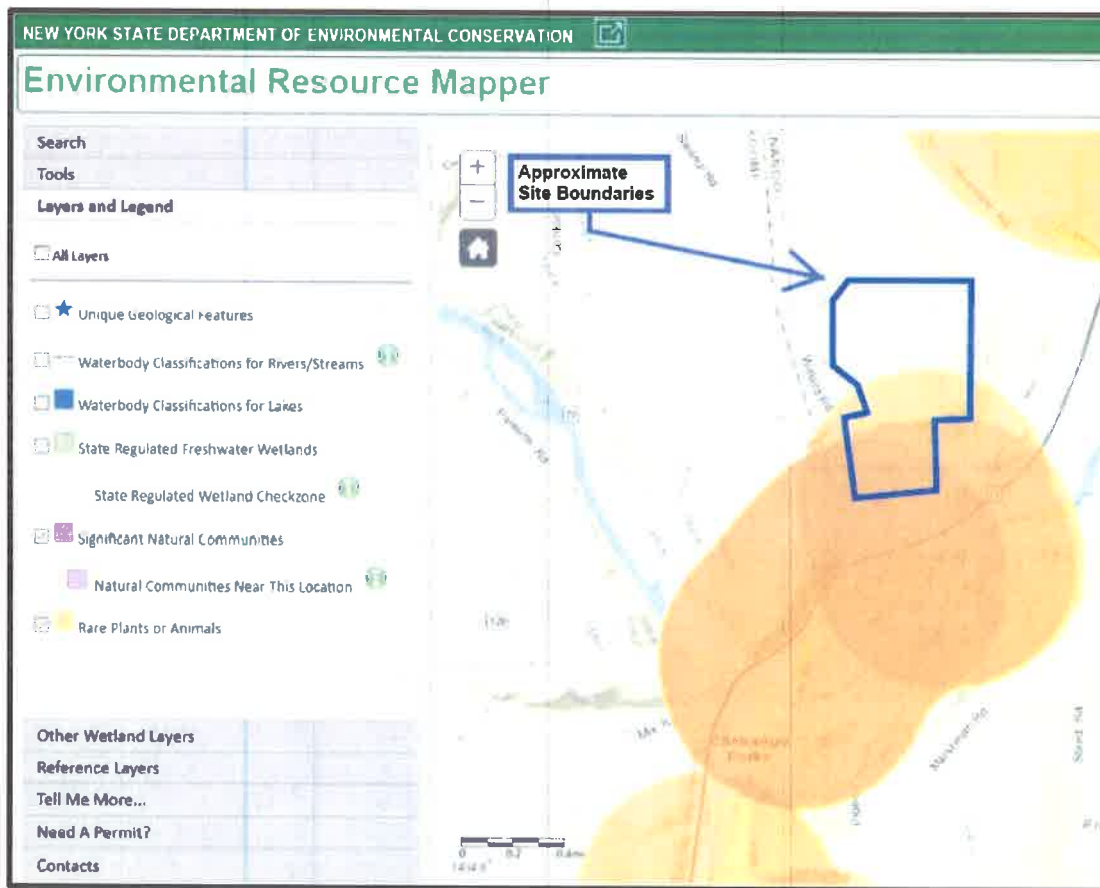 NEW YORK STATE DEPARTMENT OF ENVIRONMENTAL CONSERVATION
Environmental Resource Mapper
Search
Tools
Layers and Legend
All Layers
Unique Geological Features
Waterbody Classifications for Rivers/Streams
Waterbody Classifications for Lakes
State Regulated Freshwater Wetlands
State Regulated Wetland Checkzone
Significant Natural Communities
Natural Communities Near This Location
Rare Plants or Animals
Other Wetland Layers
Reference Layers
Tell Me More...
Need A Permit?
Contacts
+
−
Approximate
Site Boundaries
0 0.2